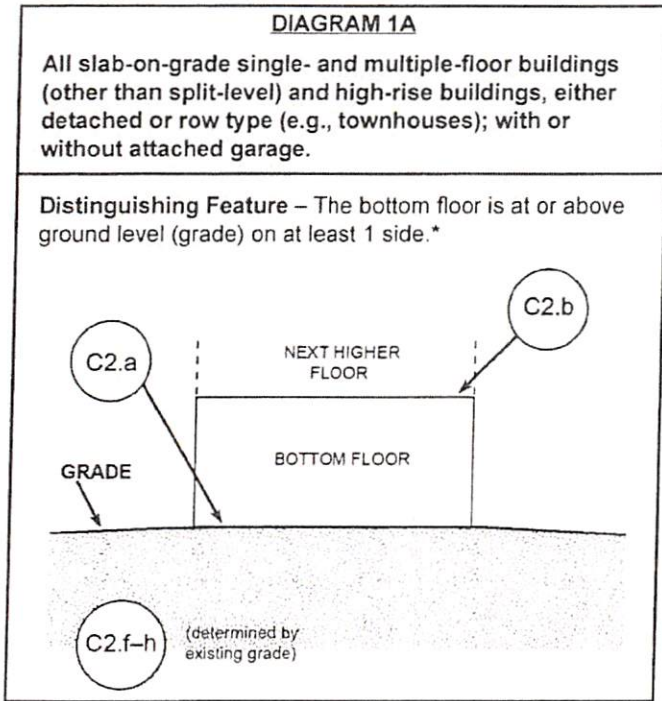 DIAGRAM 1A
All slab-on-grade single- and multiple-floor buildings
(other than split-level) and high-rise buildings, either
detached or row type (e.g., townhouses); with or
without attached garage.
Distinguishing Feature – The bottom floor is at or above
ground level (grade) on at least 1 side.*
C2.b
C2.a
NEXT HIGHER
FLOOR
BOTTOM FLOOR
GRADE
C2.f–h
(determined by
existing grade)